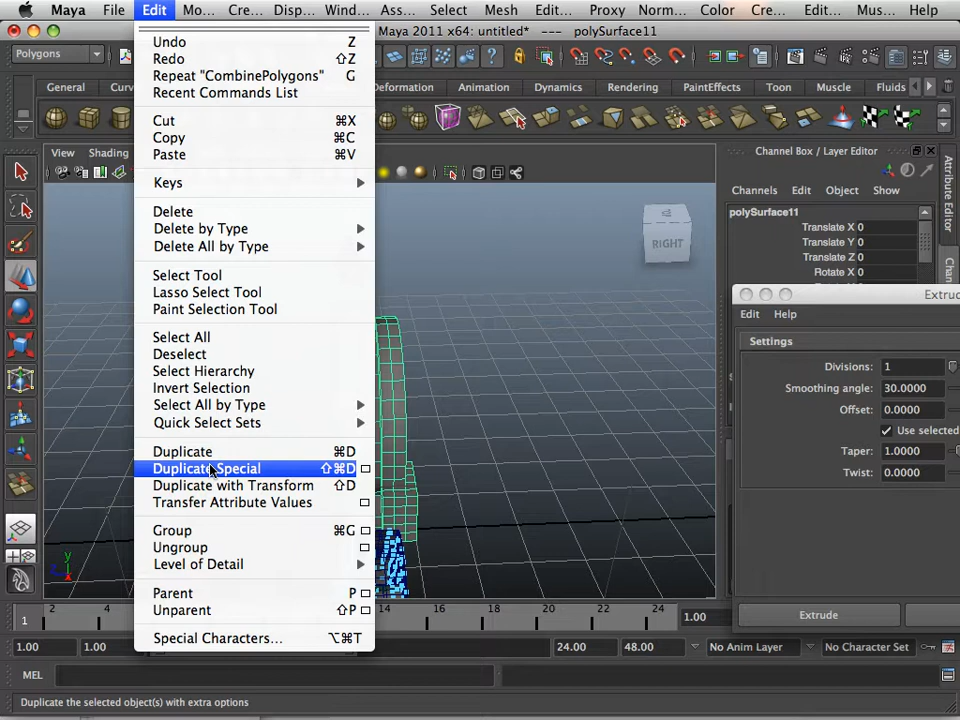 Maya File Edit Mo... Cre... Disp... Wind... Ass... Select Mesh Edit... Proxy Norm... Color Cre... Edit... Mus... Help
Maya 2011 x64: untitled* --- polySurface11
Polygons
General
Deformation Animation Dynamics Rendering PaintEffects Toon Muscle Fluids
View Shading
Undo Z
Redo ⇧Z
Repeat "CombinePolygons" G
Recent Commands List
Cut ⌘X
Copy ⌘C
Paste ⌘V
Keys
Delete
Delete by Type
Delete All by Type
Select Tool
Lasso Select Tool
Paint Selection Tool
Select All
Deselect
Select Hierarchy
Invert Selection
Select All by Type
Quick Select Sets
Duplicate ⌘D
Duplicate Special ⇧⌘D
Duplicate with Transform ⇧D
Transfer Attribute Values
Group ⌘G
Ungroup
Level of Detail
Parent P
Unparent ⇧P
Special Characters... ⌥⌘T
RIGHT
y
Channel Box / Layer Editor
Channels Edit Object Show
polySurface11
Translate X 0
Translate Y 0
Translate Z 0
Rotate X
Attribute Editor
Edit Help
Settings
Divisions: 1
Smoothing angle: 30.0000
Offset: 0.0000
Use selected
Taper: 1.0000
Twist: 0.0000
Extrude
1 2 4 14 16 18 20 22 24 1.00
1.00 1.00 24.00 48.00 No Anim Layer No Character Set
MEL
Duplicate the selected object(s) with extra options